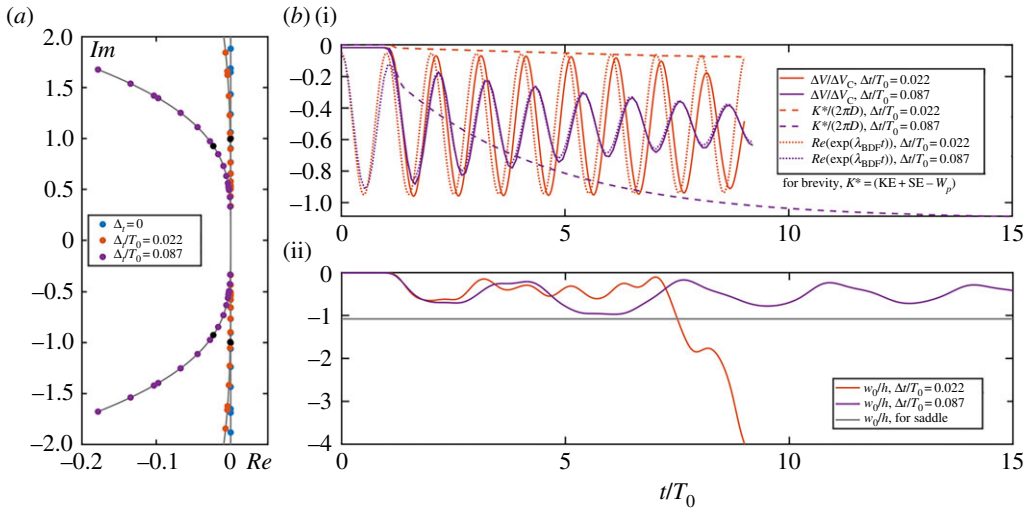 (a)
2.0
Im
1.5
1.0
0.5
0
−0.5
−1.0
−1.5
−2.0
−0.2
−0.1
0
Re
Δt = 0
Δt/T0 = 0.022
Δt/T0 = 0.087
(b) (i)
0
−0.2
−0.4
−0.6
−0.8
−1.0
0
5
10
15
ΔV/ΔVC, Δt/T0 = 0.022
ΔV/ΔVC, Δt/T0 = 0.087
K*/(2πD), Δt/T0 = 0.022
K*/(2πD), Δt/T0 = 0.087
Re(exp(λBDFt)), Δt/T0 = 0.022
Re(exp(λBDFt)), Δt/T0 = 0.087
for brevity, K* = (KE + SE − Wp)
(ii)
0
−1
−2
−3
−4
0
5
10
15
w0/h, Δt/T0 = 0.022
w0/h, Δt/T0 = 0.087
w0/h, for saddle
t/T0